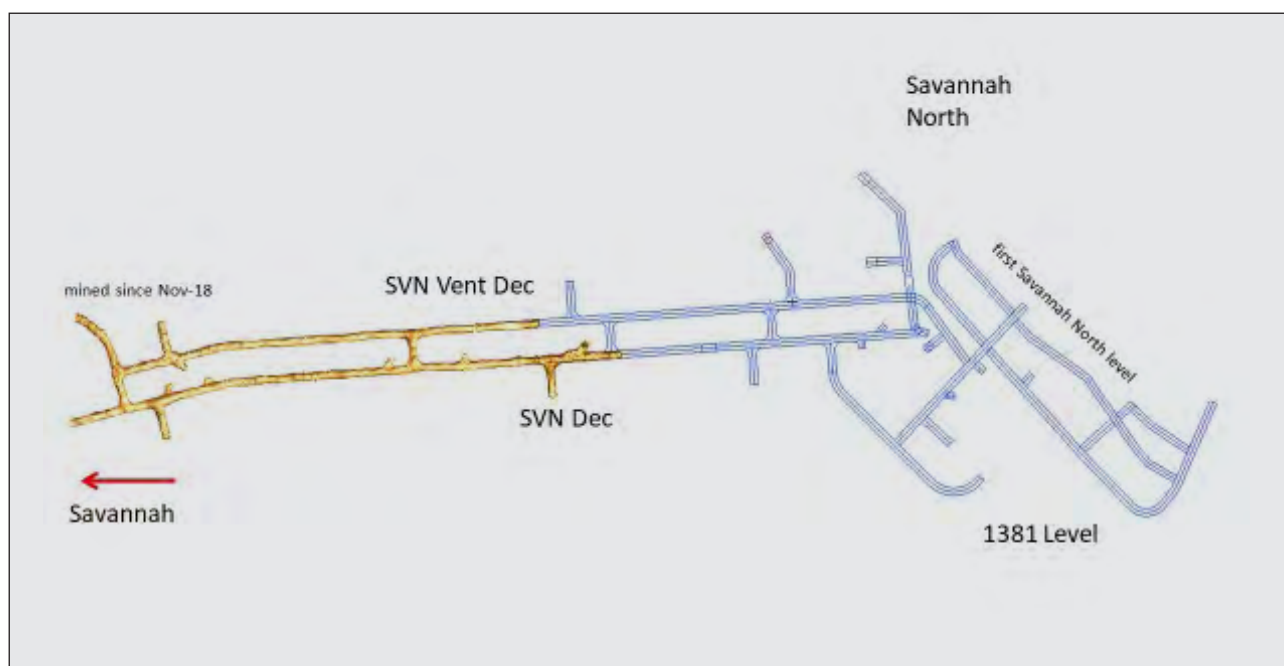 Savannah
North
first Savannah North level
mined since Nov-18
SVN Vent Dec
SVN Dec
Savannah
1381 Level